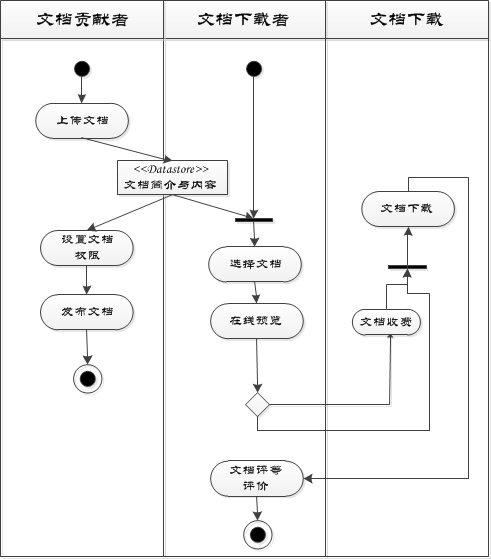 文档贡献者
文档下载者
文档下载
上传文档
<<Datastore>>
文档简介与内容
设置文档
权限
发布文档
选择文档
在线预览
文档下载
文档收费
文档评等
评价